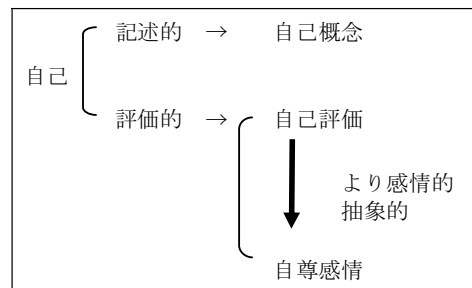 記述的 → 自己概念
自己
評価的 → 自己評価
より感情的
抽象的
自尊感情